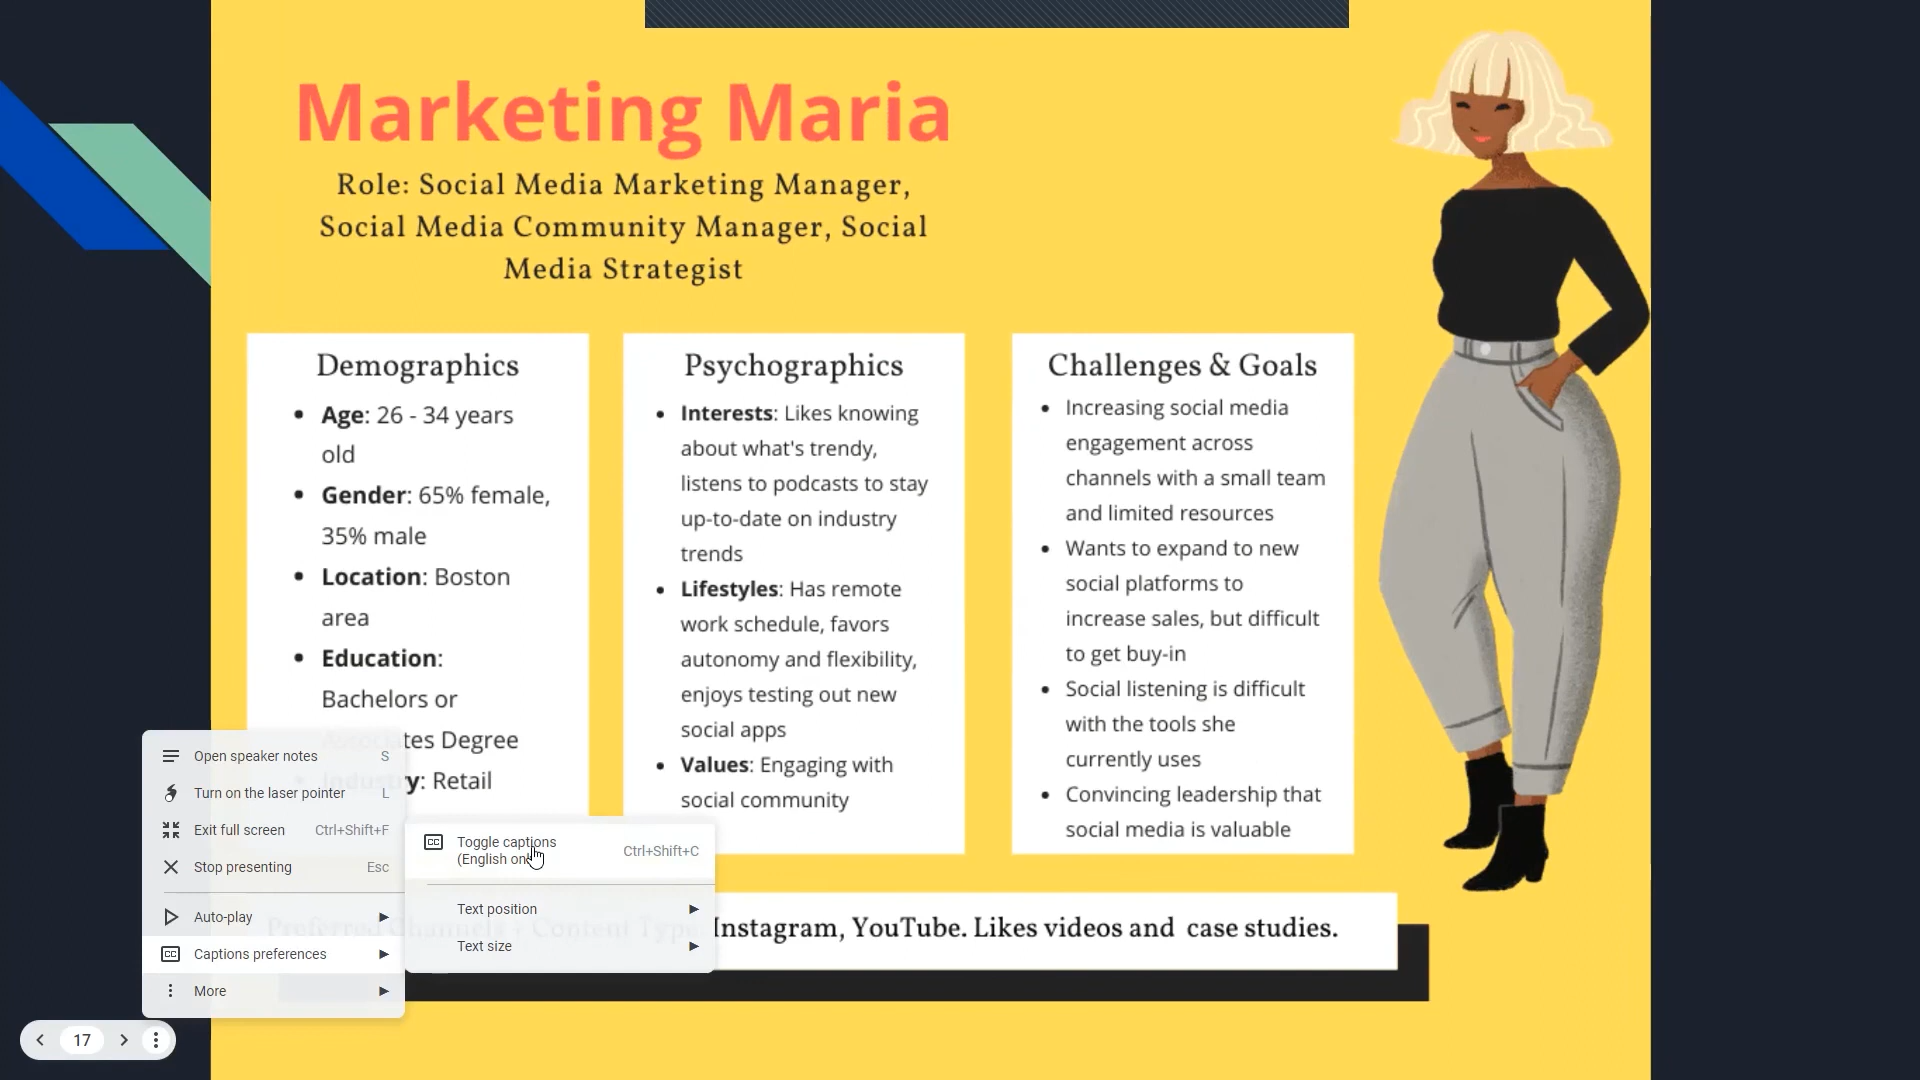 Marketing Maria
Role: Social Media Marketing Manager,
Social Media Community Manager, Social
Media Strategist
Demographics
Age: 26 - 34 years
old
Gender: 65% female,
35% male
Location: Boston
area
Education:
Bachelors or
Associates Degree
Industry: Retail
Psychographics
Interests: Likes knowing
about what's trendy,
listens to podcasts to stay
up-to-date on industry
trends
Lifestyles: Has remote
work schedule, favors
autonomy and flexibility,
enjoys testing out new
social apps
Values: Engaging with
social community
Challenges & Goals
Increasing social media
engagement across
channels with a small team
and limited resources
Wants to expand to new
social platforms to
increase sales, but difficult
to get buy-in
Social listening is difficult
with the tools she
currently uses
Convincing leadership that
social media is valuable
Preferred Channels + Content Type: Instagram, YouTube. Likes videos and case studies.
Open speaker notes S
Turn on the laser pointer L
Exit full screen Ctrl+Shift+F
Stop presenting Esc
Auto-play
Captions preferences
More
CC Toggle captions
(English Ctrl+Shift+C
Text position
Text size
17